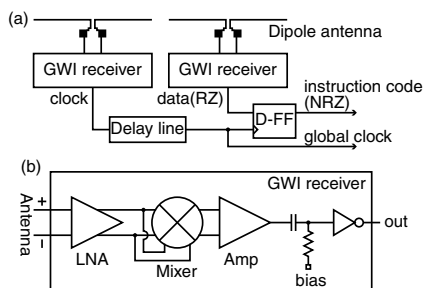 (a)
Dipole antenna
GWI receiver
GWI receiver
clock
data(RZ)
instruction code
(NRZ)
D-FF
Delay line
global clock
(b)
GWI receiver
Antenna
+
−
LNA
Mixer
Amp
out
bias